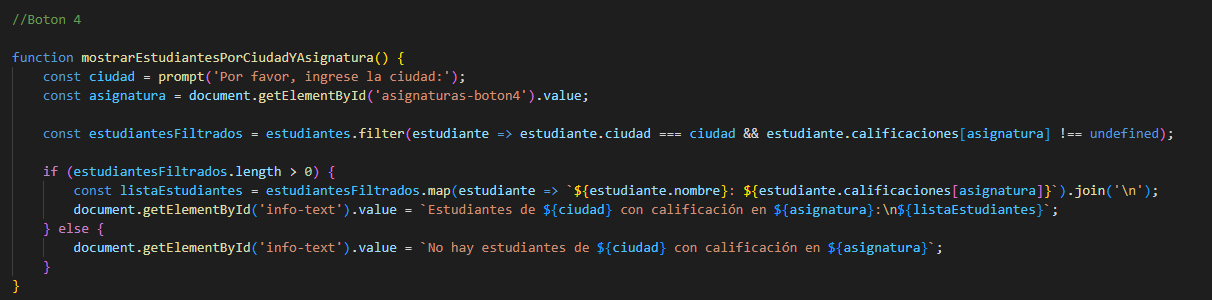 //Boton 4
function mostrarEstudiantesPorCiudadYAsignatura() {
const ciudad = prompt('Por favor, ingrese la ciudad:');
const asignatura = document.getElementById('asignaturas-boton4').value;
const estudiantesFiltrados = estudiantes.filter(estudiante => estudiante.ciudad === ciudad && estudiante.calificaciones[asignatura] !== undefined);
if (estudiantesFiltrados.length > 0) {
const listaEstudiantes = estudiantesFiltrados.map(estudiante => `${estudiante.nombre}: ${estudiante.calificaciones[asignatura]}`).join('\n');
document.getElementById('info-text').value = `Estudiantes de ${ciudad} con calificación en ${asignatura}:\n${listaEstudiantes}`;
} else {
document.getElementById('info-text').value = `No hay estudiantes de ${ciudad} con calificación en ${asignatura}`;
}
}